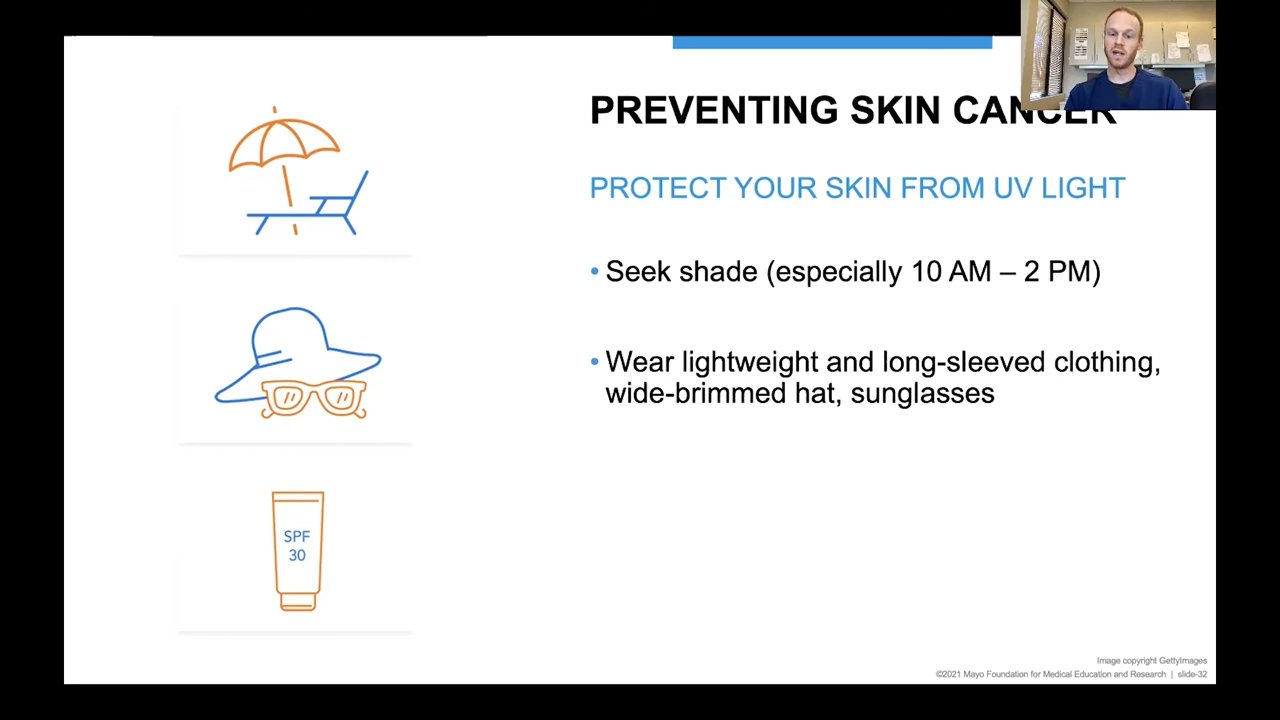 PREVENTING SKIN CANCER
PROTECT YOUR SKIN FROM UV LIGHT
• Seek shade (especially 10 AM – 2 PM)
• Wear lightweight and long-sleeved clothing,
wide-brimmed hat, sunglasses
SPF
30
Image copyright GettyImages
©2021 Mayo Foundation for Medical Education and Research | slide-32